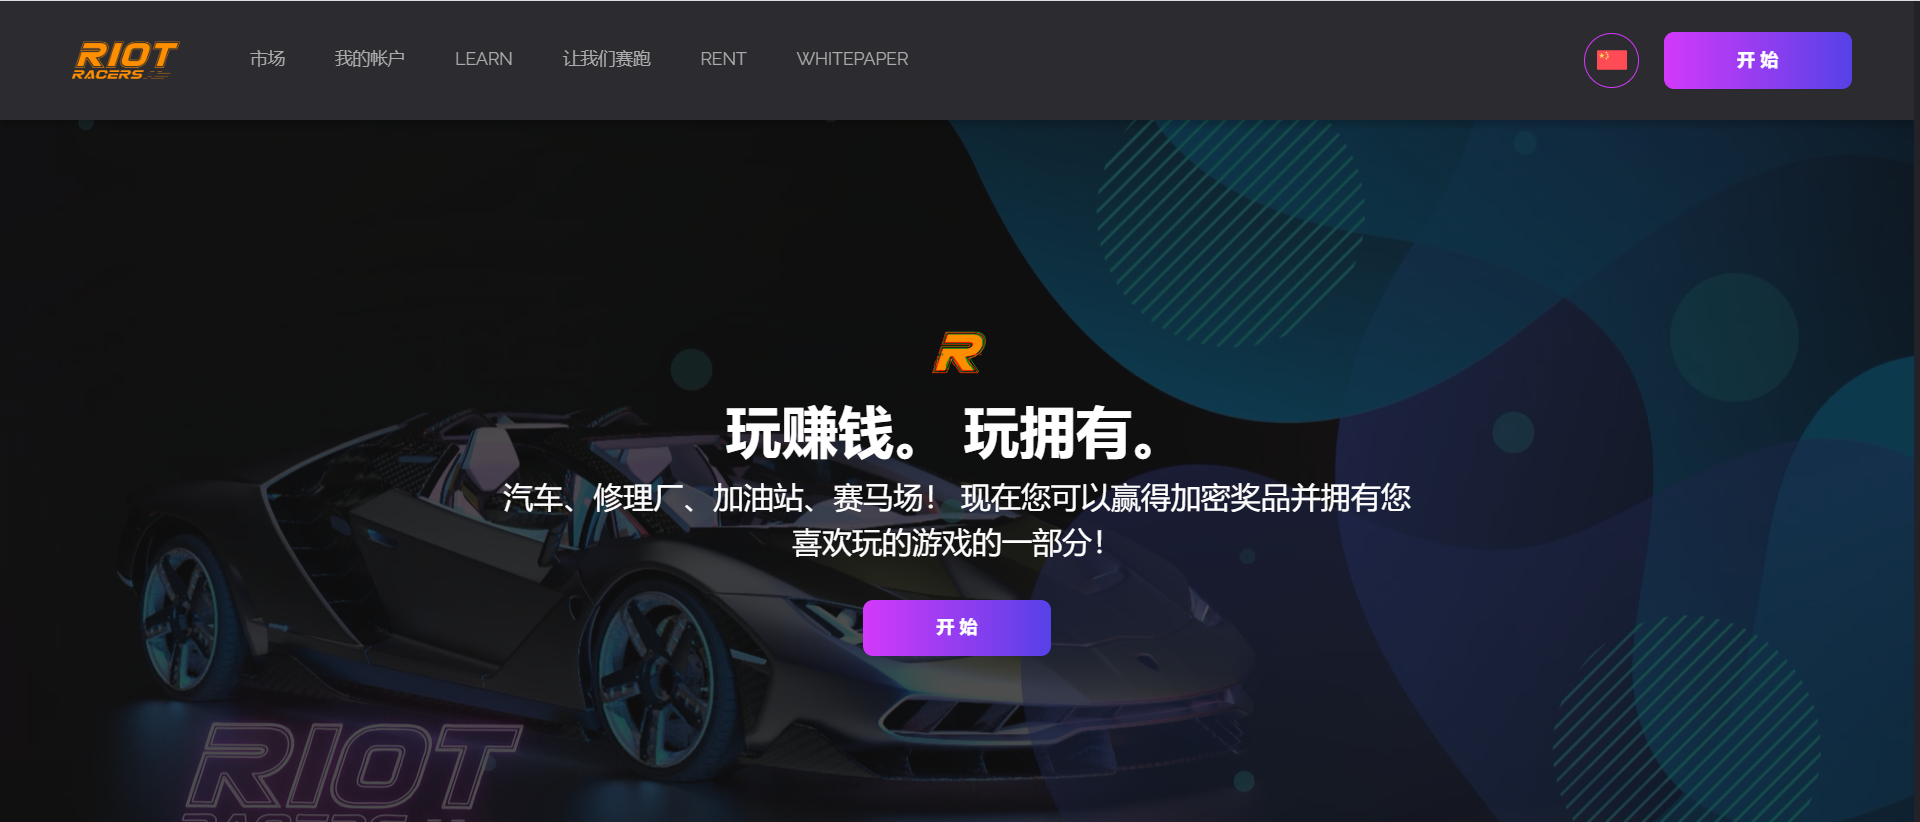 RIOT
RACERS
市场
我的帐户
LEARN
让我们赛跑
RENT
WHITEPAPER
开始
R
玩赚钱。 玩拥有。
汽车、修理厂、加油站、赛马场！ 现在您可以赢得加密奖品并拥有您
喜欢玩的游戏的一部分！
开始
RIOT
RACERS